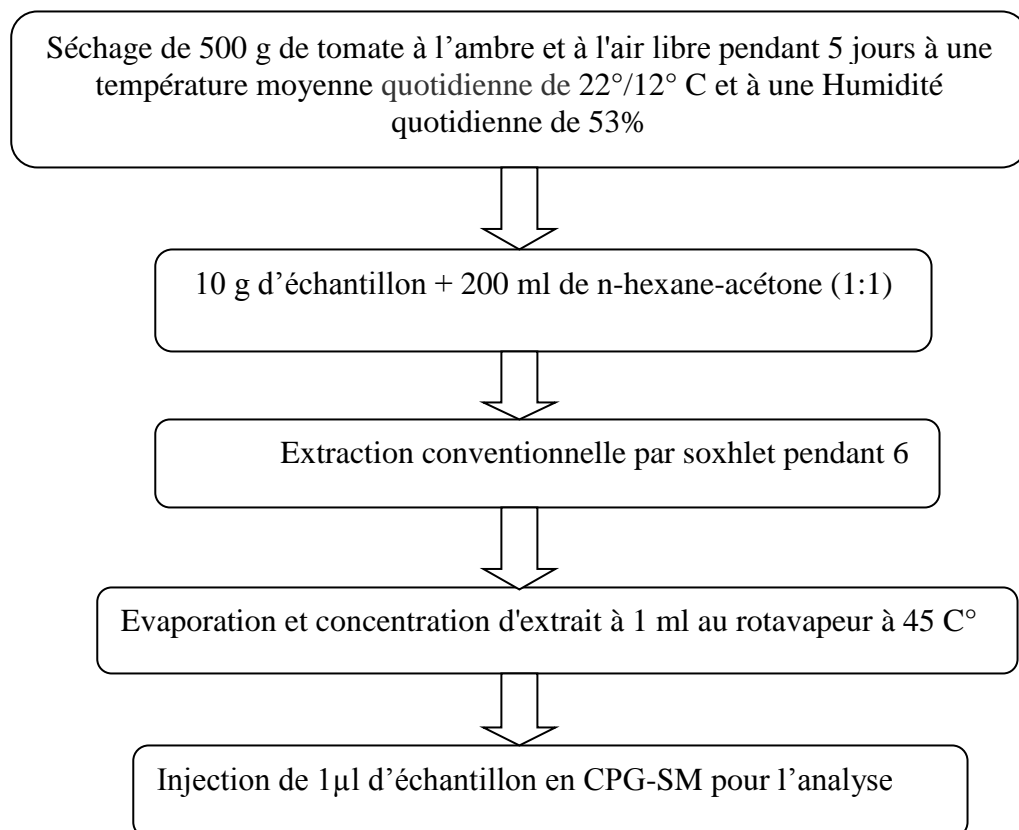 Séchage de 500 g de tomate à l’ambre et à l'air libre pendant 5 jours à une
température moyenne quotidienne de 22°/12° C et à une Humidité
quotidienne de 53%
10 g d’échantillon + 200 ml de n-hexane-acétone (1:1)
Extraction conventionnelle par soxhlet pendant 6
Evaporation et concentration d'extrait à 1 ml au rotavapeur à 45 C°
Injection de 1µl d’échantillon en CPG-SM pour l’analyse